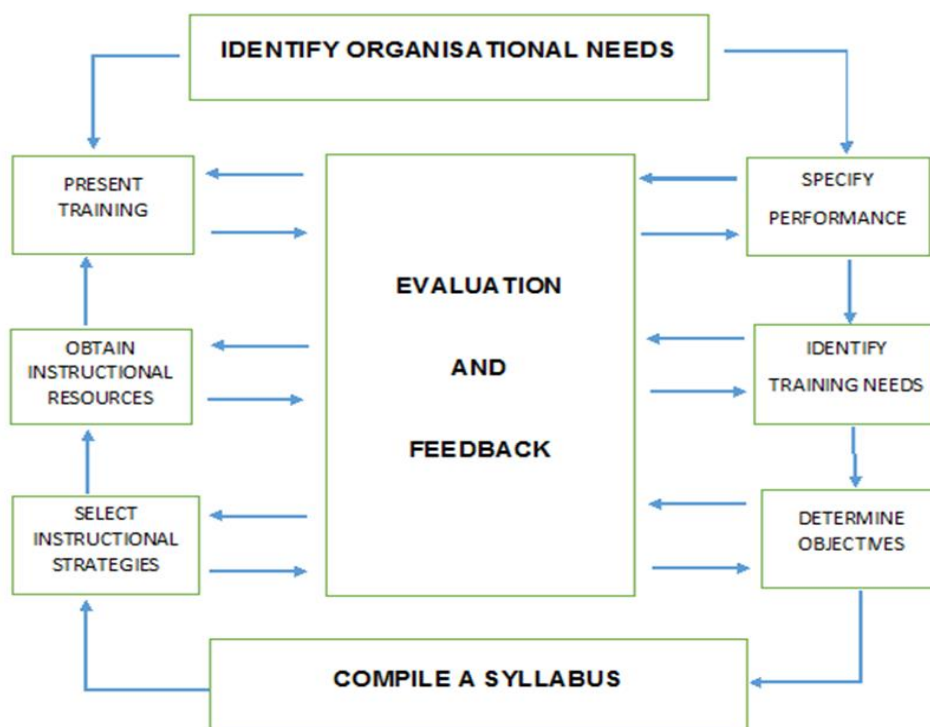 IDENTIFY ORGANISATIONAL NEEDS
PRESENT
TRAINING
SPECIFY
PERFORMANCE
EVALUATION
AND
FEEDBACK
OBTAIN
INSTRUCTIONAL
RESOURCES
IDENTIFY
TRAINING NEEDS
SELECT
INSTRUCTIONAL
STRATEGIES
DETERMINE
OBJECTIVES
COMPILE A SYLLABUS